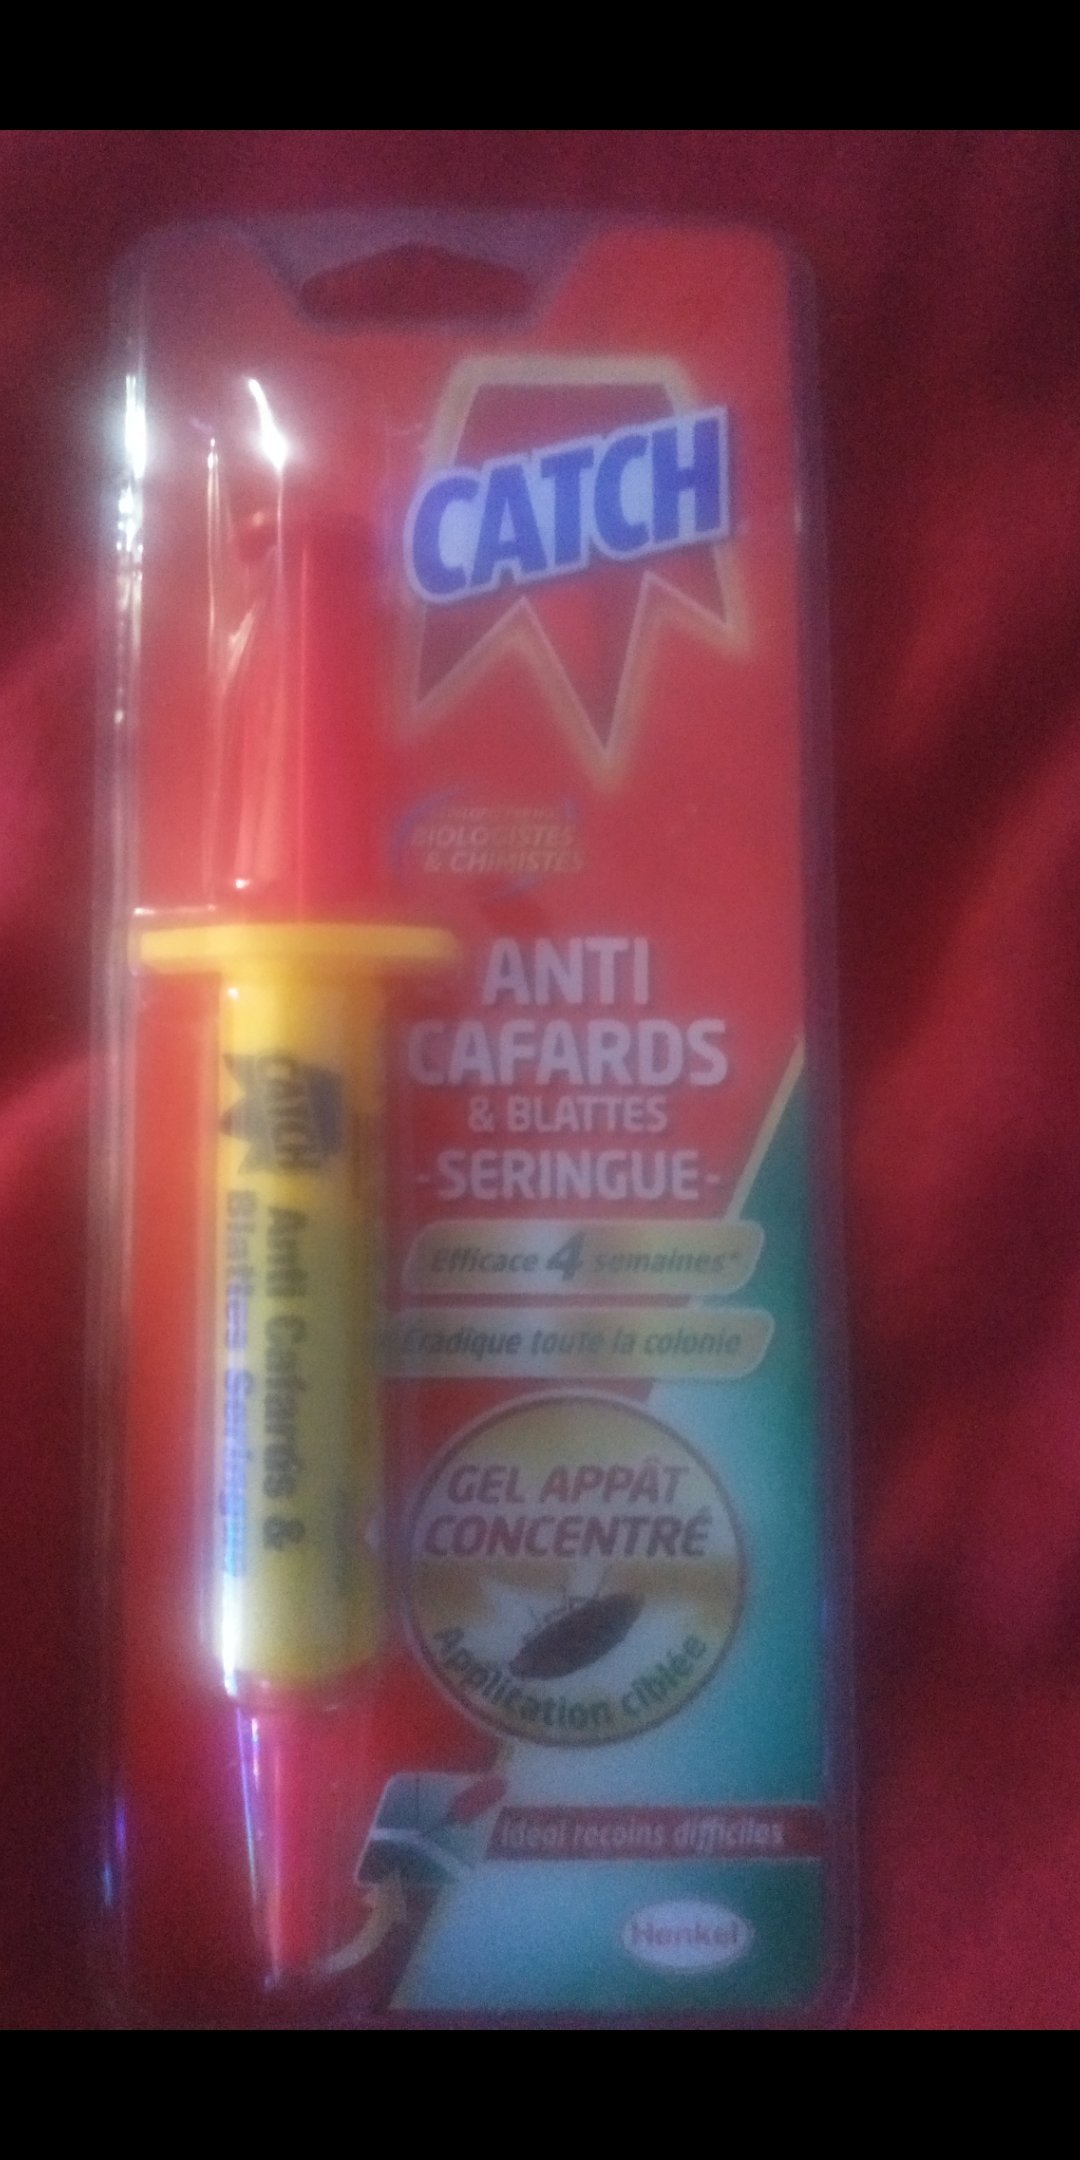 CATCH
BIOLOGISTES
& CHIMISTES
ANTI
CAFARDS
& BLATTES
-SERINGUE-
Efficace 4 semaines*
Éradique toute la colonie
GEL APPÂT
CONCENTRÉ
Application ciblée
Idéal recoins difficiles
Henkel
CATCH Anti Cafards &
Blattes Seringue